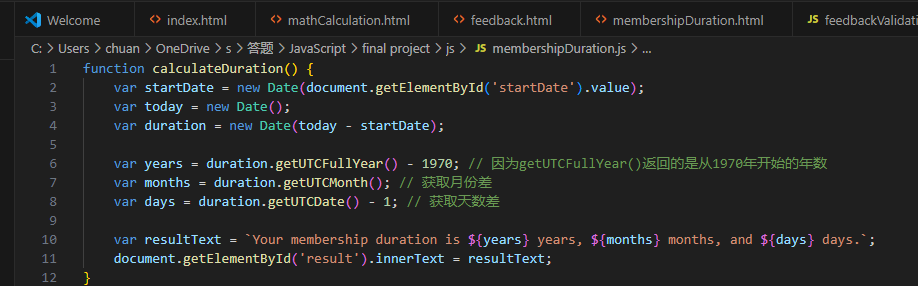 Welcome index.html mathCalculation.html feedback.html membershipDuration.html feedbackValidati
C: > Users > chuan > OneDrive > s > 答题 > JavaScript > final project > js > JS membershipDuration.js > ...
1 function calculateDuration() {
2 var startDate = new Date(document.getElementById('startDate').value);
3 var today = new Date();
4 var duration = new Date(today - startDate);
5
6 var years = duration.getUTCFullYear() - 1970; // 因为getUTCFullYear()返回的是从1970年开始的年数
7 var months = duration.getUTCMonth(); // 获取月份差
8 var days = duration.getUTCDate() - 1; // 获取天数差
9
10 var resultText = `Your membership duration is ${years} years, ${months} months, and ${days} days.`;
11 document.getElementById('result').innerText = resultText;
12 }